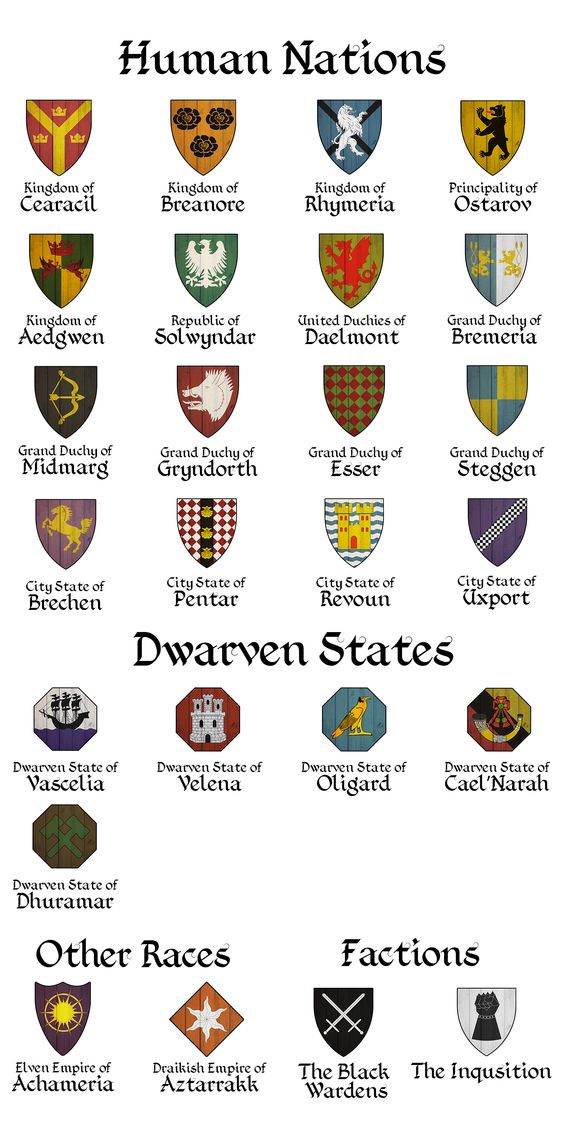 Human Nations
Kingdom of
Cearacil
Kingdom of
Breanore
Kingdom of
Rhymeria
Principality of
Ostarov
Kingdom of
Aedgwen
Republic of
Solwyndar
United Duchies of
Daelmont
Grand Duchy of
Bremeria
Grand Duchy of
Midmarg
Grand Duchy of
Gryndorth
Grand Duchy of
Esser
Grand Duchy of
Steggen
City State of
Brechen
City State of
Pentar
City State of
Revoun
City State of
Uxport
Dwarven States
Dwarven State of
Vascelia
Dwarven State of
Velena
Dwarven State of
Oligard
Dwarven State of
Cael'Narah
Dwarven State of
Dhuramar
Other Races
Elven Empire of
Achameria
Draikish Empire of
Aztarrakk
Factions
The Black
Wardens
The Inqusition